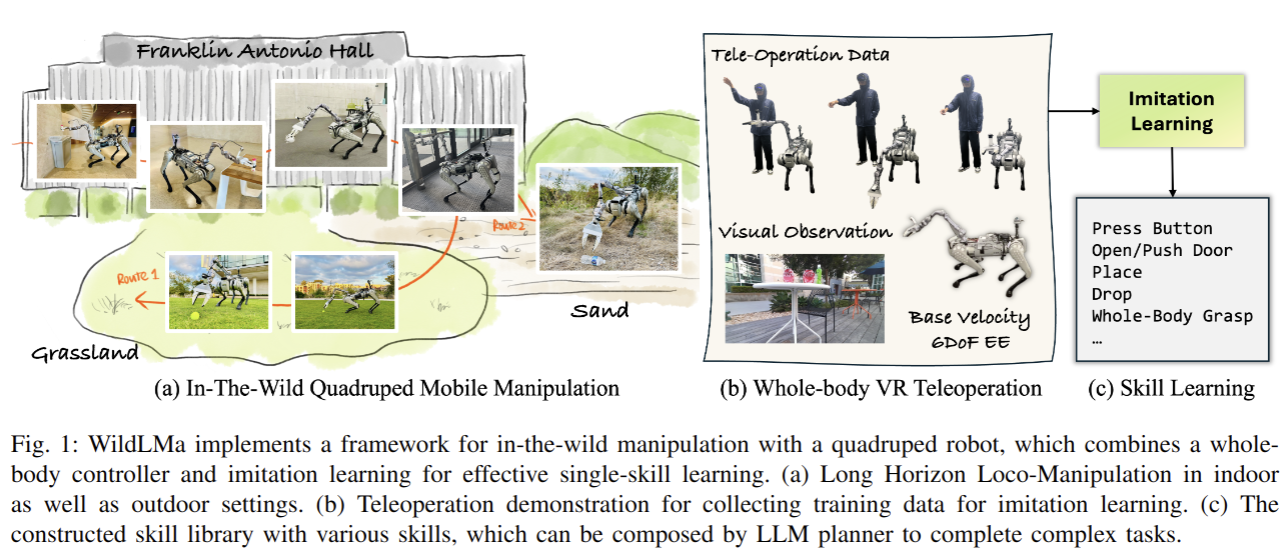 Franklin Antonio Hall
Route 1
Route 2
Grassland
Sand
(a) In-The-Wild Quadruped Mobile Manipulation
Tele-Operation Data
Visual Observation
Base Velocity
6DoF EE
(b) Whole-body VR Teleoperation
Imitation
Learning
Press Button
Open/Push Door
Place
Drop
Whole-Body Grasp
…
(c) Skill Learning
Fig. 1: WildLMa implements a framework for in-the-wild manipulation with a quadruped robot, which combines a whole-
body controller and imitation learning for effective single-skill learning. (a) Long Horizon Loco-Manipulation in indoor
as well as outdoor settings. (b) Teleoperation demonstration for collecting training data for imitation learning. (c) The
constructed skill library with various skills, which can be composed by LLM planner to complete complex tasks.